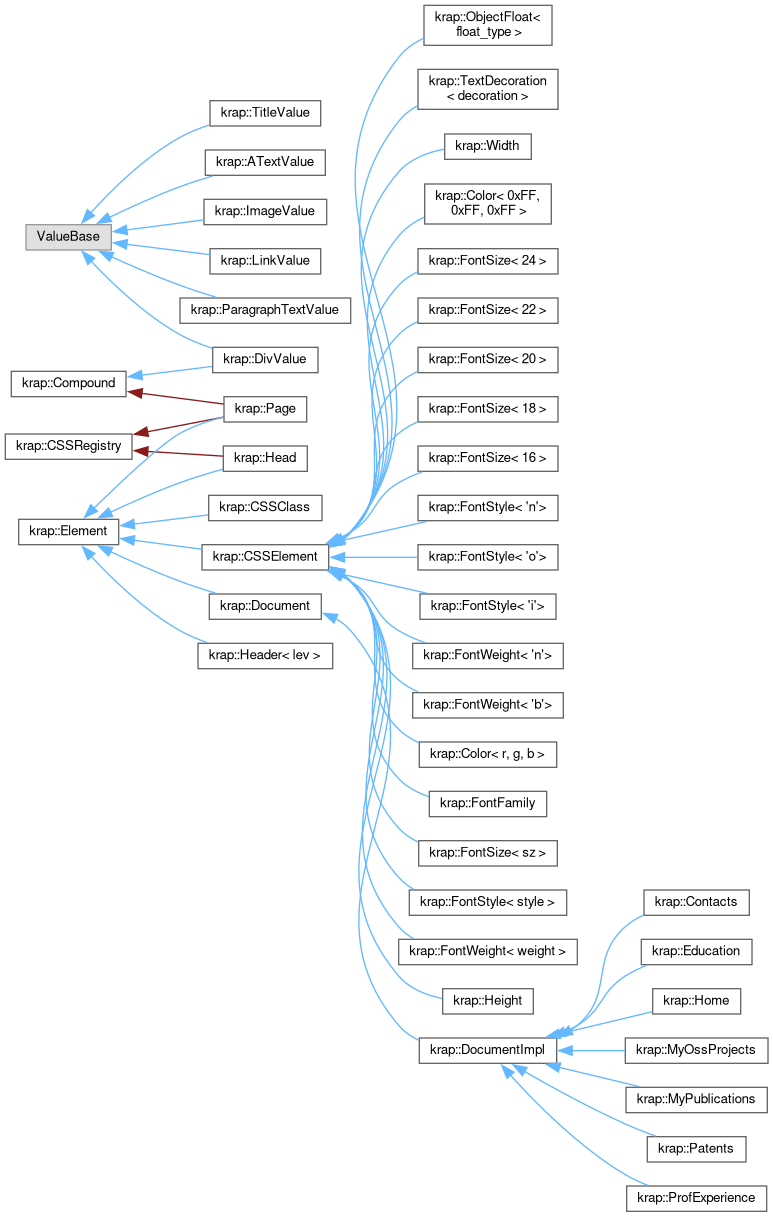 krap::ObjectFloat<
float_type >
krap::TextDecoration
< decoration >
krap::TitleValue
krap::Width
krap::ATextValue
krap::Color< 0xFF,
0xFF, 0xFF >
krap::ImageValue
ValueBase
krap::LinkValue
krap::FontSize< 24 >
krap::ParagraphTextValue
krap::FontSize< 22 >
krap::DivValue
krap::FontSize< 20 >
krap::Compound
krap::Page
krap::FontSize< 18 >
krap::CSSRegistry
krap::Head
krap::FontSize< 16 >
krap::CSSClass
krap::FontStyle< 'n'>
krap::Element
krap::CSSElement
krap::FontStyle< 'o'>
krap::Document
krap::FontStyle< 'i'>
krap::Header< lev >
krap::FontWeight< 'n'>
krap::FontWeight< 'b'>
krap::Color< r, g, b >
krap::FontFamily
krap::FontSize< sz >
krap::FontStyle< style >
krap::Contacts
krap::FontWeight< weight >
krap::Education
krap::Height
krap::Home
krap::DocumentImpl
krap::MyOssProjects
krap::MyPublications
krap::Patents
krap::ProfExperience